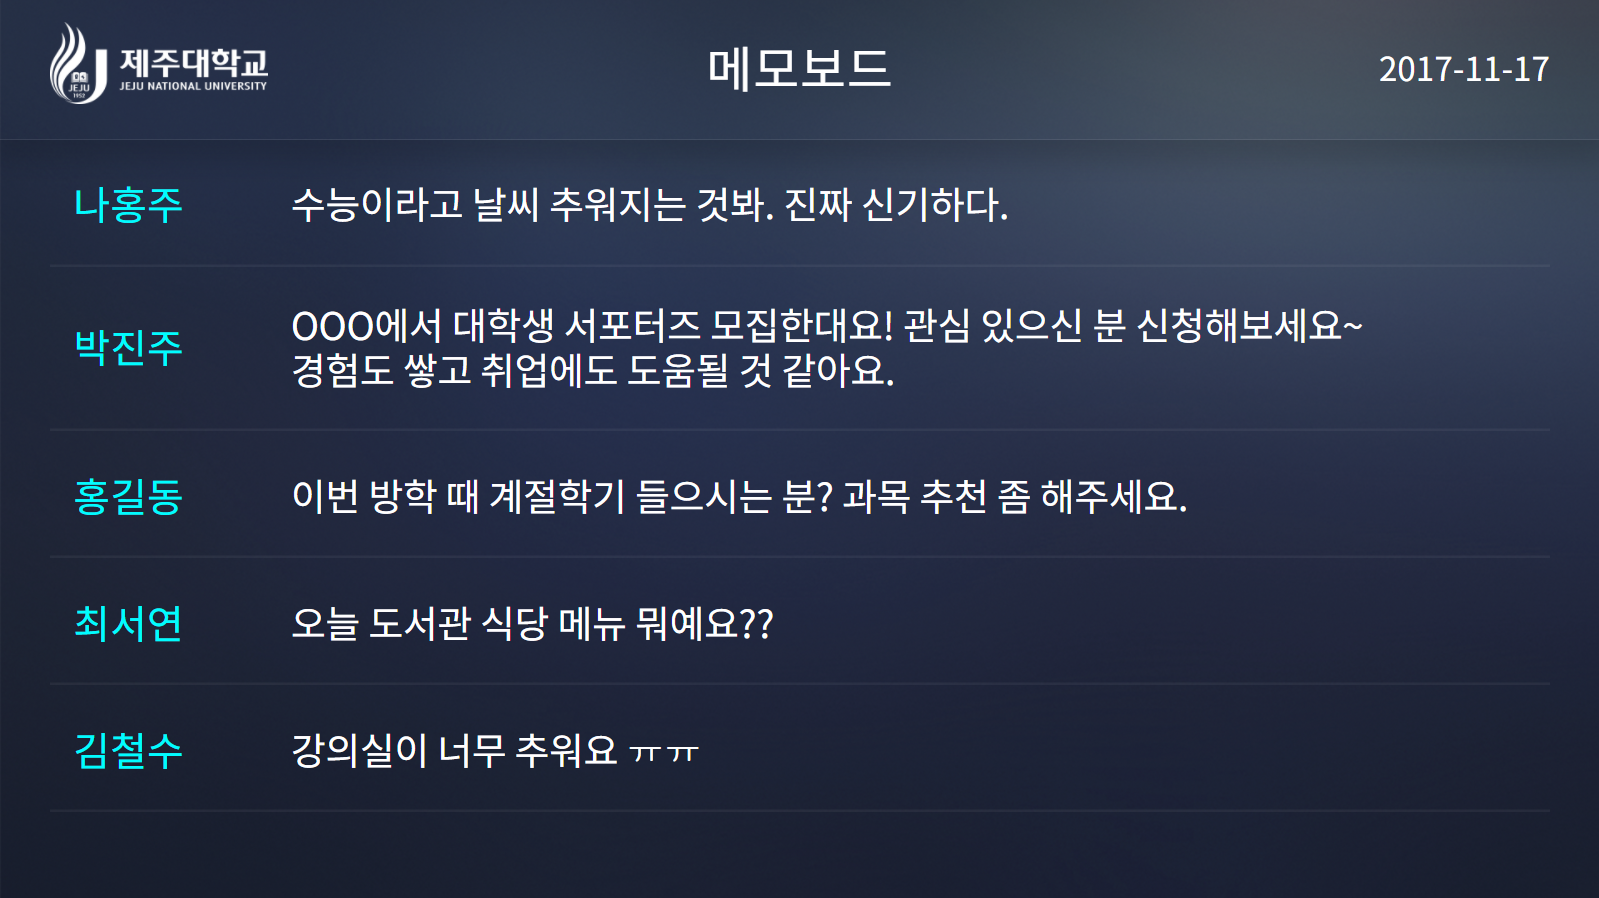 제주대학교
JEJU NATIONAL UNIVERSITY
JEJU
1952
메모보드
2017-11-17
나홍주
수능이라고 날씨 추워지는 것봐. 진짜 신기하다.
박진주
OOO에서 대학생 서포터즈 모집한대요! 관심 있으신 분 신청해보세요~
경험도 쌓고 취업에도 도움될 것 같아요.
홍길동
이번 방학 때 계절학기 들으시는 분? 과목 추천 좀 해주세요.
최서연
오늘 도서관 식당 메뉴 뭐예요??
김철수
강의실이 너무 추워요 ㅠㅠ